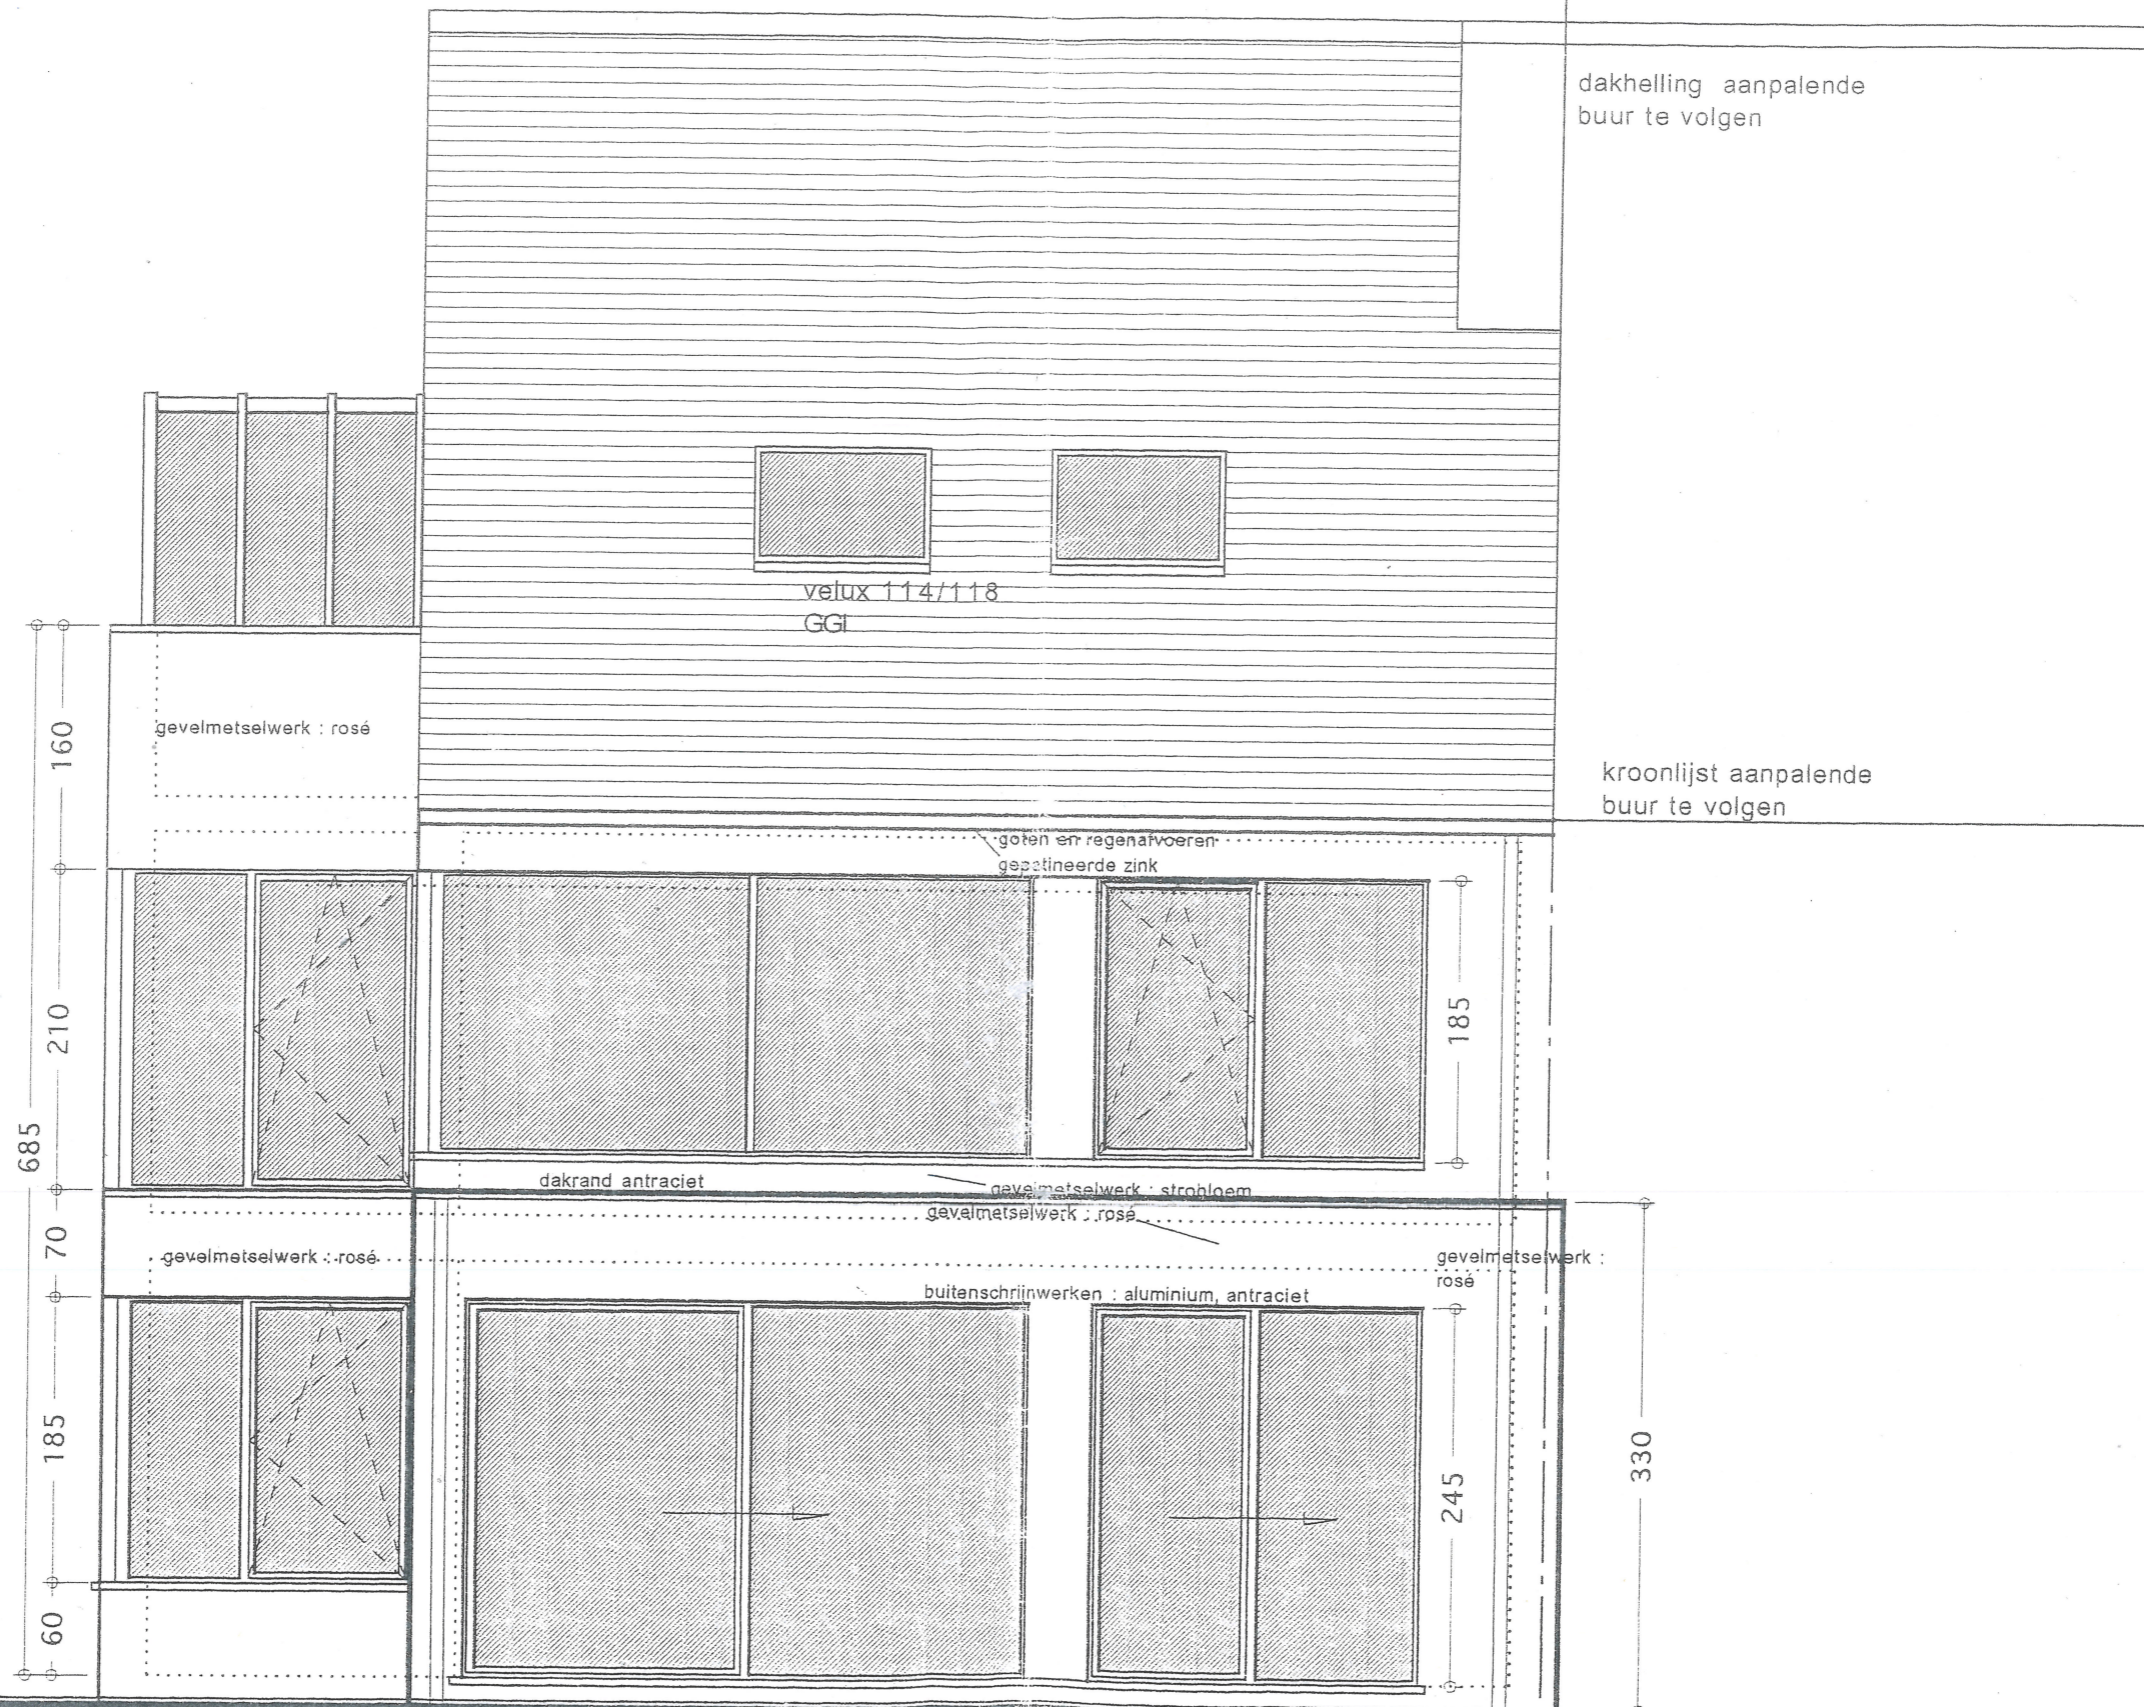 dakhelling aanpalende
buur te volgen
velux 114/118
GGL
160
gevelmetselwerk : rosé
kroonlijst aanpalende
buur te volgen
goten en regenafvoeren
gepatineerde zink
210
185
685
dakrand antraciet
gevelmetselwerk : strobloem
gevelmetselwerk : rosé
70
gevelmetselwerk : rosé
gevelmetselwerk :
rosé
buitenschrijnwerken : aluminium, antraciet
185
245
330
60